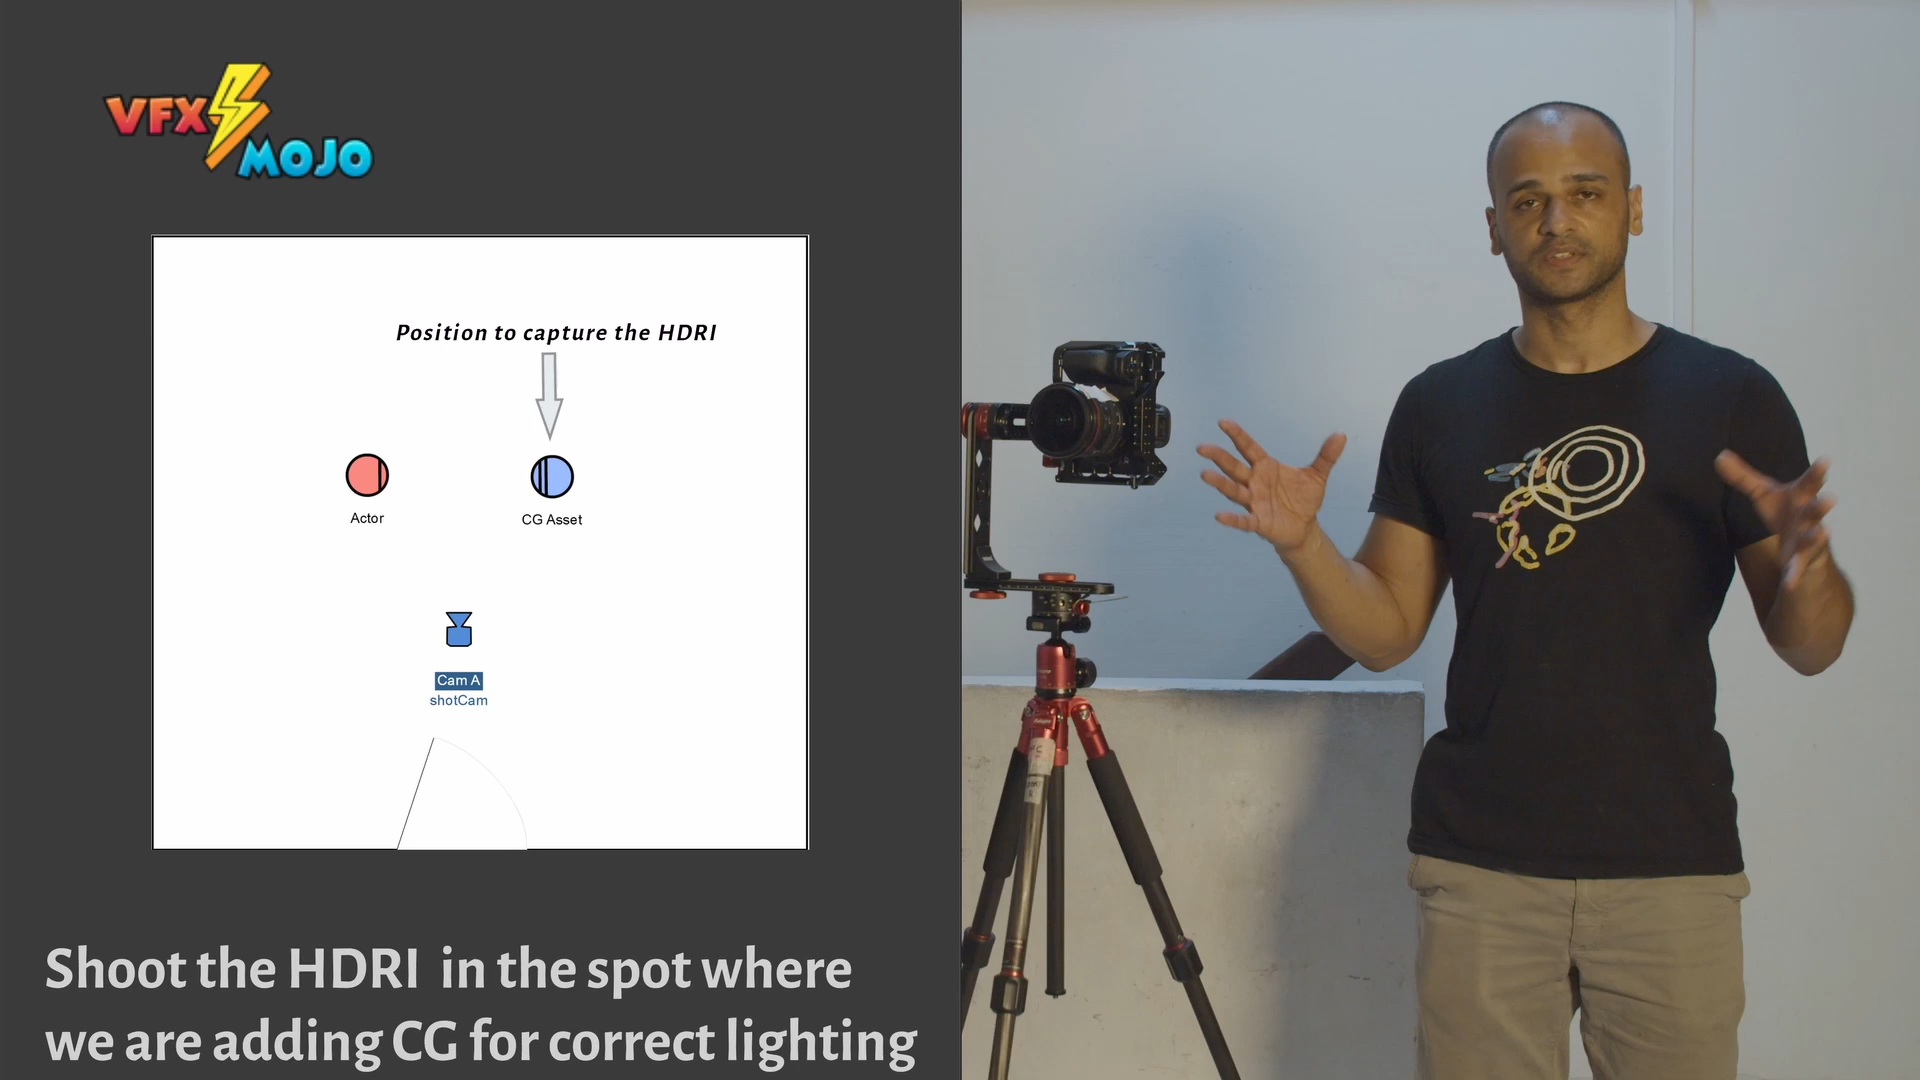 VFX
MOJO
Position to capture the HDRI
Actor
CG Asset
Cam A
shotCam
Shoot the HDRI in the spot where
we are adding CG for correct lighting